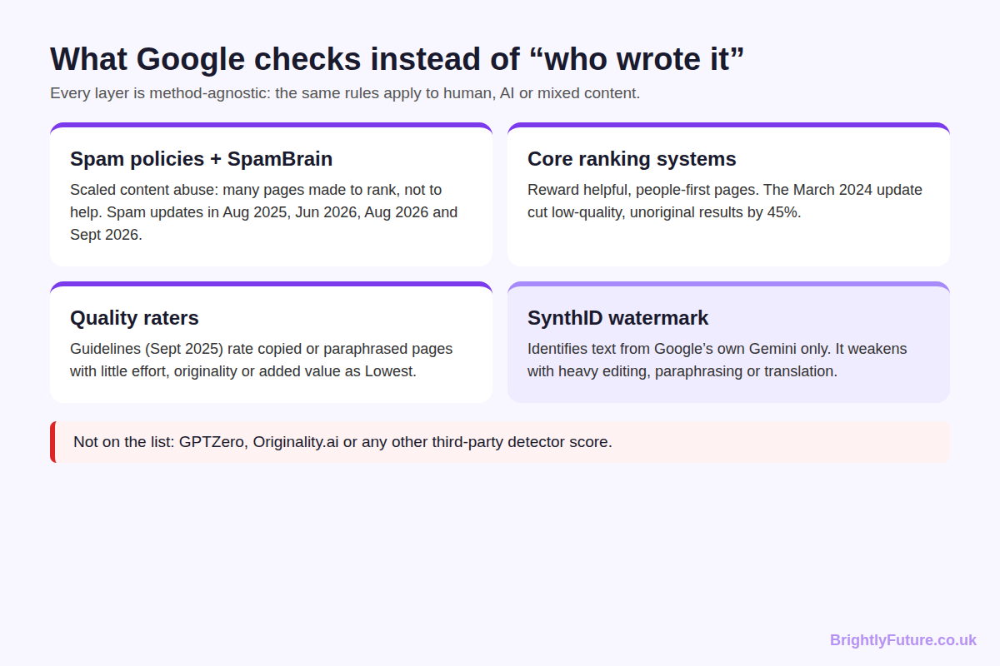 What Google checks instead of “who wrote it”
Every layer is method-agnostic: the same rules apply to human, AI or mixed content.
Spam policies + SpamBrain
Scaled content abuse: many pages made to rank, not to
help. Spam updates in Aug 2025, Jun 2026, Aug 2026 and
Sept 2026.
Core ranking systems
Reward helpful, people-first pages. The March 2024 update
cut low-quality, unoriginal results by 45%.
Quality raters
Guidelines (Sept 2025) rate copied or paraphrased pages
with little effort, originality or added value as Lowest.
SynthID watermark
Identifies text from Google’s own Gemini only. It weakens
with heavy editing, paraphrasing or translation.
Not on the list: GPTZero, Originality.ai or any other third-party detector score.
BrightlyFuture.co.uk